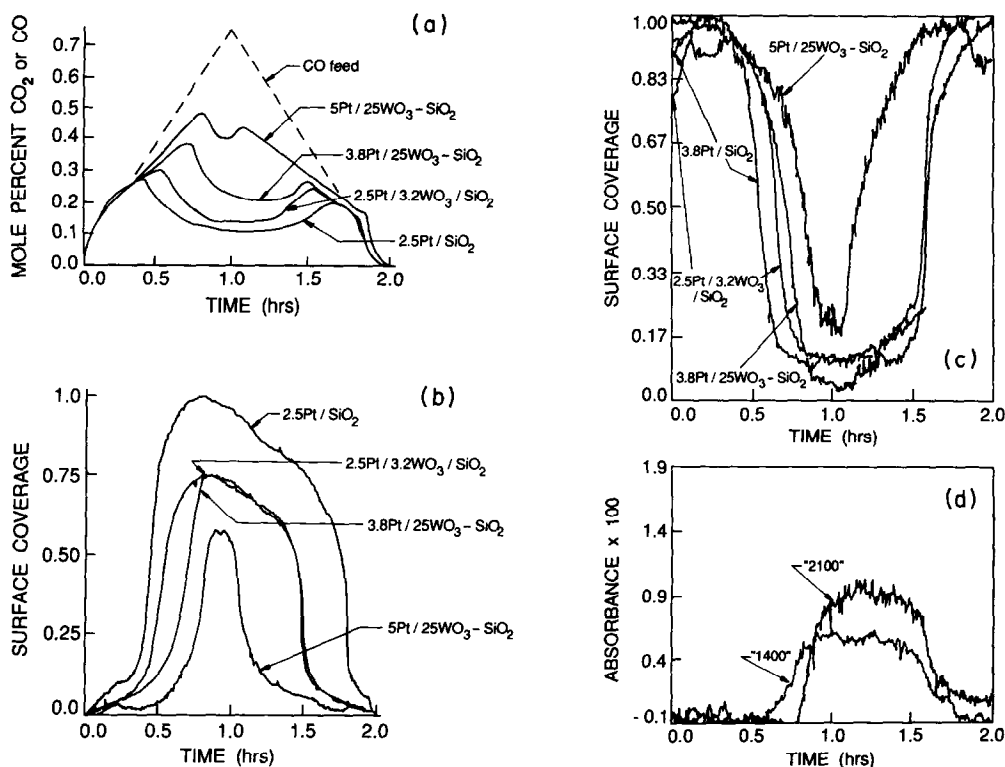 (a)
MOLE PERCENT CO₂ or CO
0.7
0.6
0.5
0.4
0.3
0.2
0.1
0.0
CO feed
5Pt / 25WO₃ – SiO₂
3.8Pt / 25WO₃ – SiO₂
2.5Pt / 3.2WO₃ / SiO₂
2.5Pt / SiO₂
0.0 0.5 1.0 1.5 2.0
TIME (hrs)
(b)
SURFACE COVERAGE
1.0
0.75
0.50
0.25
0.0
2.5Pt / SiO₂
2.5Pt / 3.2WO₃ / SiO₂
3.8Pt / 25WO₃ – SiO₂
5Pt / 25WO₃ – SiO₂
0.0 0.5 1.0 1.5 2.0
TIME (hrs)
(c)
SURFACE COVERAGE
1.00
0.83
0.67
0.50
0.33
0.17
0.0
5Pt / 25WO₃ – SiO₂
3.8Pt / SiO₂
2.5Pt / 3.2WO₃
/ SiO₂
3.8Pt / 25WO₃ – SiO₂
0.0 0.5 1.0 1.5 2.0
TIME (hrs)
(d)
ABSORBANCE x 100
1.9
1.4
0.9
0.4
- 0.1
"2100"
"1400"
0.0 0.5 1.0 1.5 2.0
TIME (hrs)